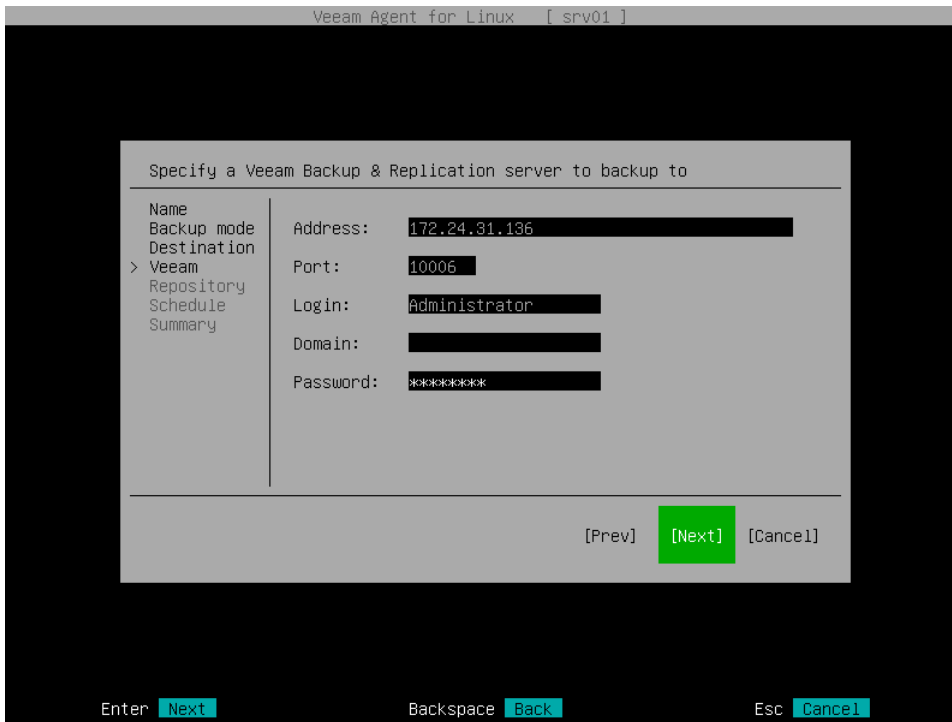 Veeam Agent for Linux [ srv01 ]
Specify a Veeam Backup & Replication server to backup to
Name
Backup mode
Destination
> Veeam
Repository
Schedule
Summary
Address: 172.24.31.136
Port: 10006
Login: Administrator
Domain:
Password: ********
[Prev] [Next] [Cancel]
Enter Next Backspace Back Esc Cancel